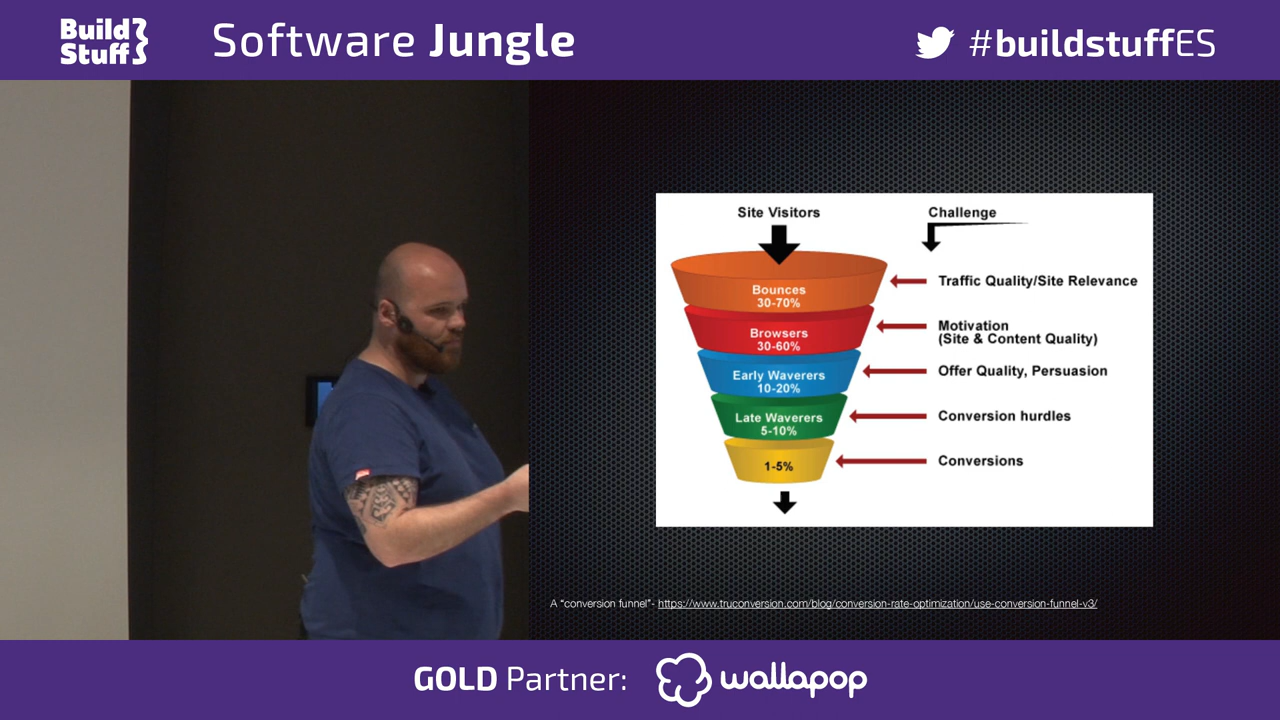 Build
Stuff
Software Jungle
#buildstuffES
Site Visitors
Challenge
Bounces
30-70%
Traffic Quality/Site Relevance
Browsers
30-60%
Motivation
(Site & Content Quality)
Early Waverers
10-20%
Offer Quality, Persuasion
Late Waverers
5-10%
Conversion hurdles
1-5%
Conversions
A “conversion funnel”- https://www.truconversion.com/blog/conversion-rate-optimization/use-conversion-funnel-v3/
GOLD Partner:
wallapop